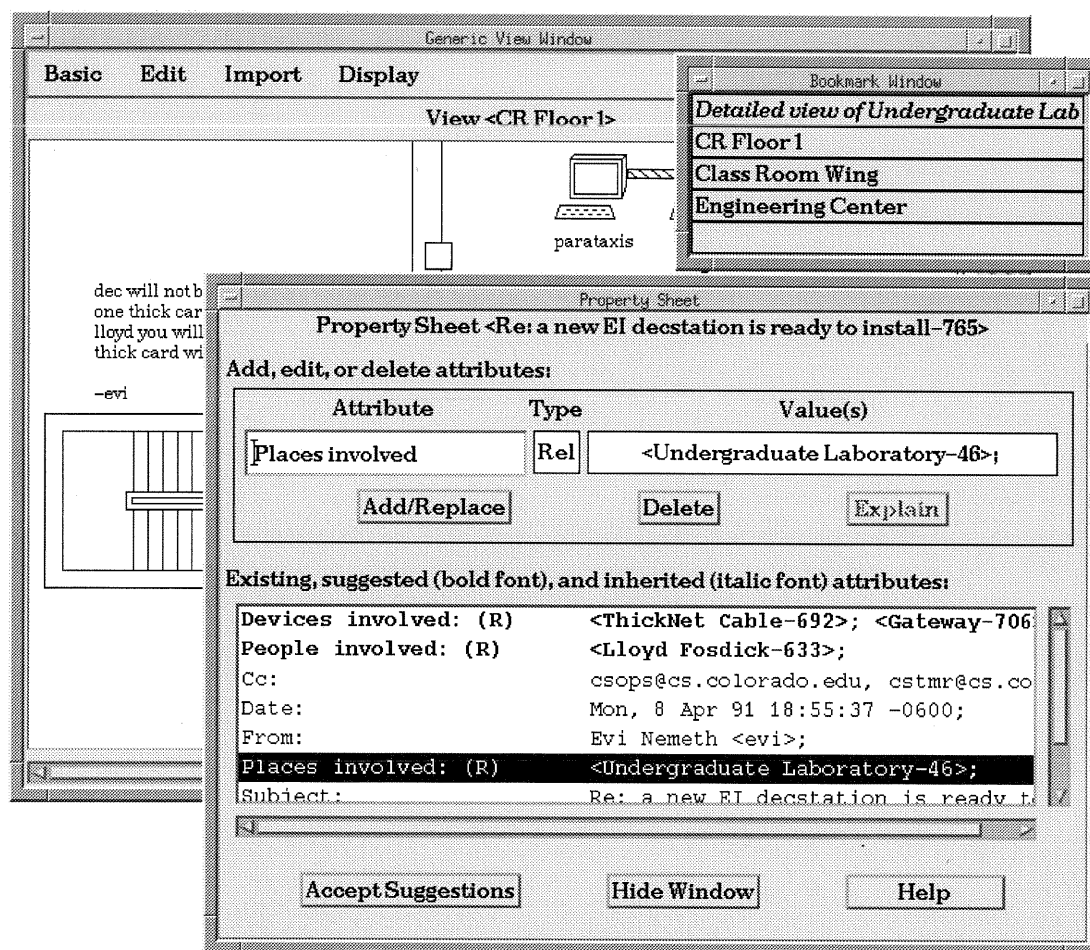 Generic View Window
Basic Edit Import Display
View <CR Floor 1>
Bookmark Window
Detailed view of Undergraduate Lab
CR Floor 1
Class Room Wing
Engineering Center
parataxis
dec will not b
one thick car
lloyd you will
thick card wi
-evi
Property Sheet
Property Sheet <Re: a new EI decstation is ready to install-765>
Add, edit, or delete attributes:
Attribute Type Value(s)
Places involved Rel <Undergraduate Laboratory-46>;
Add/Replace Delete Explain
Existing, suggested (bold font), and inherited (italic font) attributes:
Devices involved: (R) <ThickNet Cable-692>; <Gateway-706
People involved: (R) <Lloyd Fosdick-633>;
Cc: csops@cs.colorado.edu, cstmr@cs.co
Date: Mon, 8 Apr 91 18:55:37 -0600;
From: Evi Nemeth <evi>;
Places involved: (R) <Undergraduate Laboratory-46>;
Subject: Re: a new EI decstation is ready t
Accept Suggestions Hide Window Help